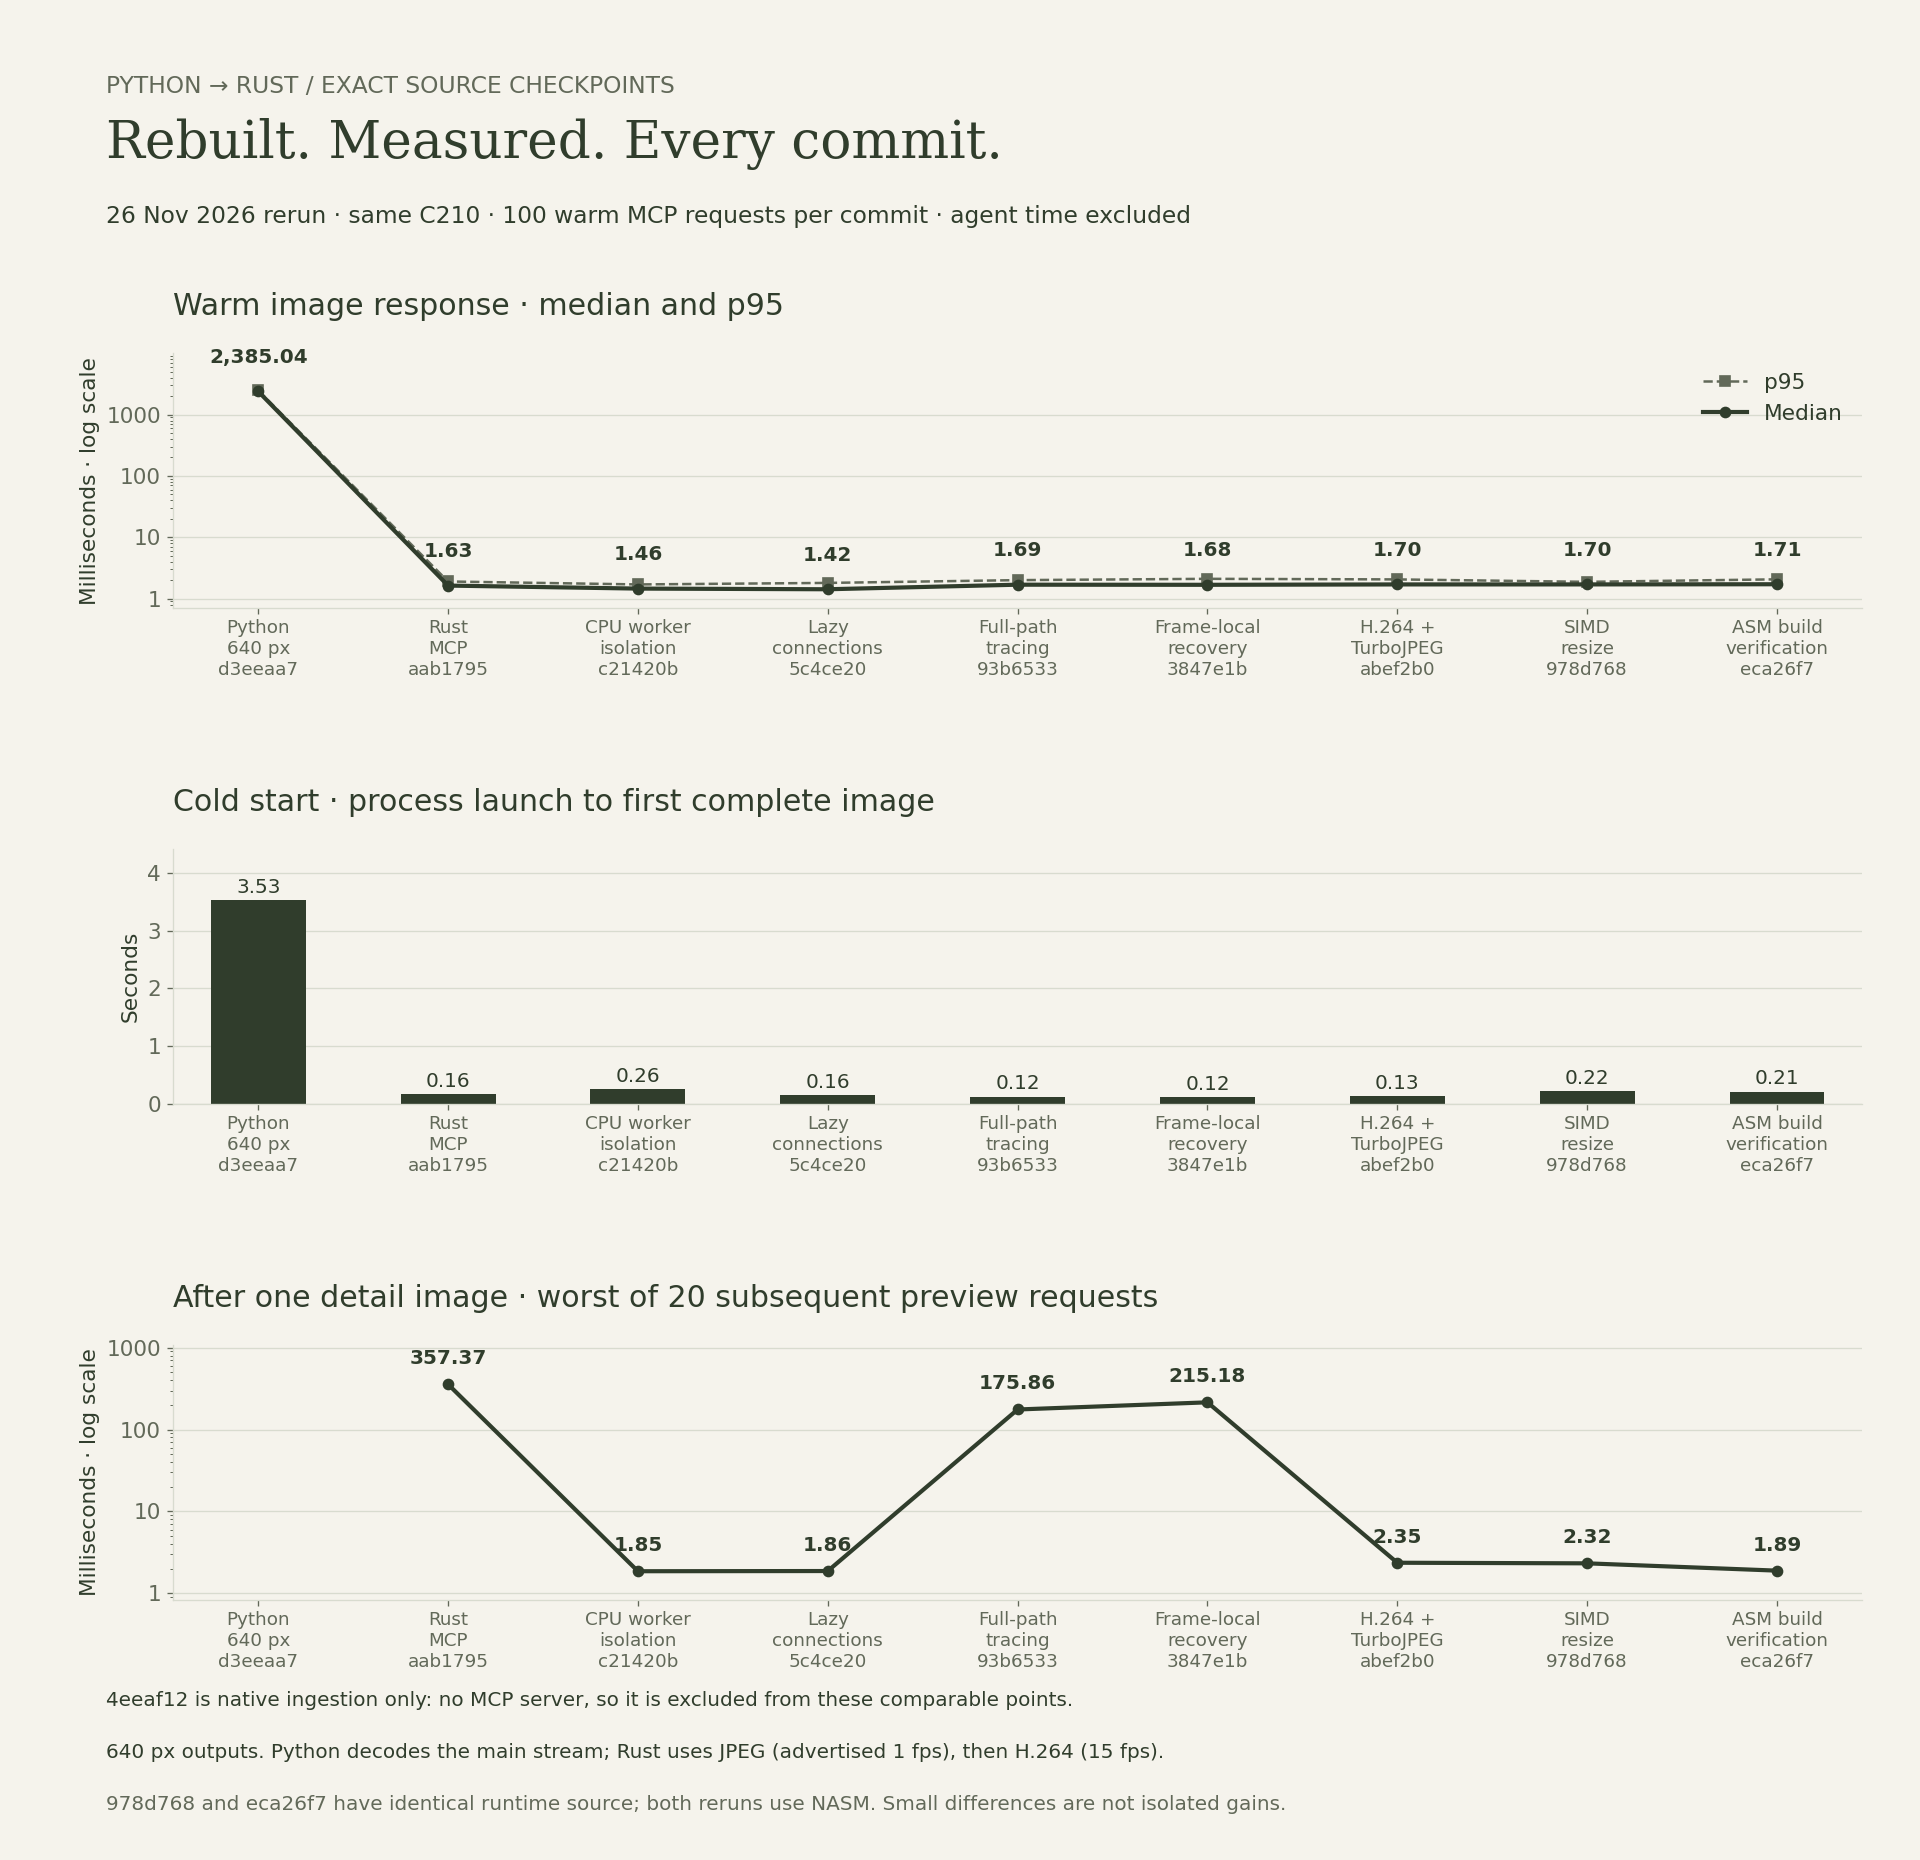 PYTHON → RUST / EXACT SOURCE CHECKPOINTS
Rebuilt. Measured. Every commit.
26 Nov 2026 rerun · same C210 · 100 warm MCP requests per commit · agent time excluded
Warm image response · median and p95
Milliseconds · log scale
1000
100
10
1
p95
Median
2,385.04
1.63
1.46
1.42
1.69
1.68
1.70
1.70
1.71
Python
640 px
d3eeaa7
Rust
MCP
aab1795
CPU worker
isolation
c21420b
Lazy
connections
5c4ce20
Full-path
tracing
93b6533
Frame-local
recovery
3847e1b
H.264 +
TurboJPEG
abef2b0
SIMD
resize
978d768
ASM build
verification
eca26f7
Cold start · process launch to first complete image
Seconds
4
3
2
1
0
3.53
0.16
0.26
0.16
0.12
0.12
0.13
0.22
0.21
Python
640 px
d3eeaa7
Rust
MCP
aab1795
CPU worker
isolation
c21420b
Lazy
connections
5c4ce20
Full-path
tracing
93b6533
Frame-local
recovery
3847e1b
H.264 +
TurboJPEG
abef2b0
SIMD
resize
978d768
ASM build
verification
eca26f7
After one detail image · worst of 20 subsequent preview requests
Milliseconds · log scale
1000
100
10
1
357.37
1.85
1.86
175.86
215.18
2.35
2.32
1.89
Python
640 px
d3eeaa7
Rust
MCP
aab1795
CPU worker
isolation
c21420b
Lazy
connections
5c4ce20
Full-path
tracing
93b6533
Frame-local
recovery
3847e1b
H.264 +
TurboJPEG
abef2b0
SIMD
resize
978d768
ASM build
verification
eca26f7
4eeaf12 is native ingestion only: no MCP server, so it is excluded from these comparable points.
640 px outputs. Python decodes the main stream; Rust uses JPEG (advertised 1 fps), then H.264 (15 fps).
978d768 and eca26f7 have identical runtime source; both reruns use NASM. Small differences are not isolated gains.